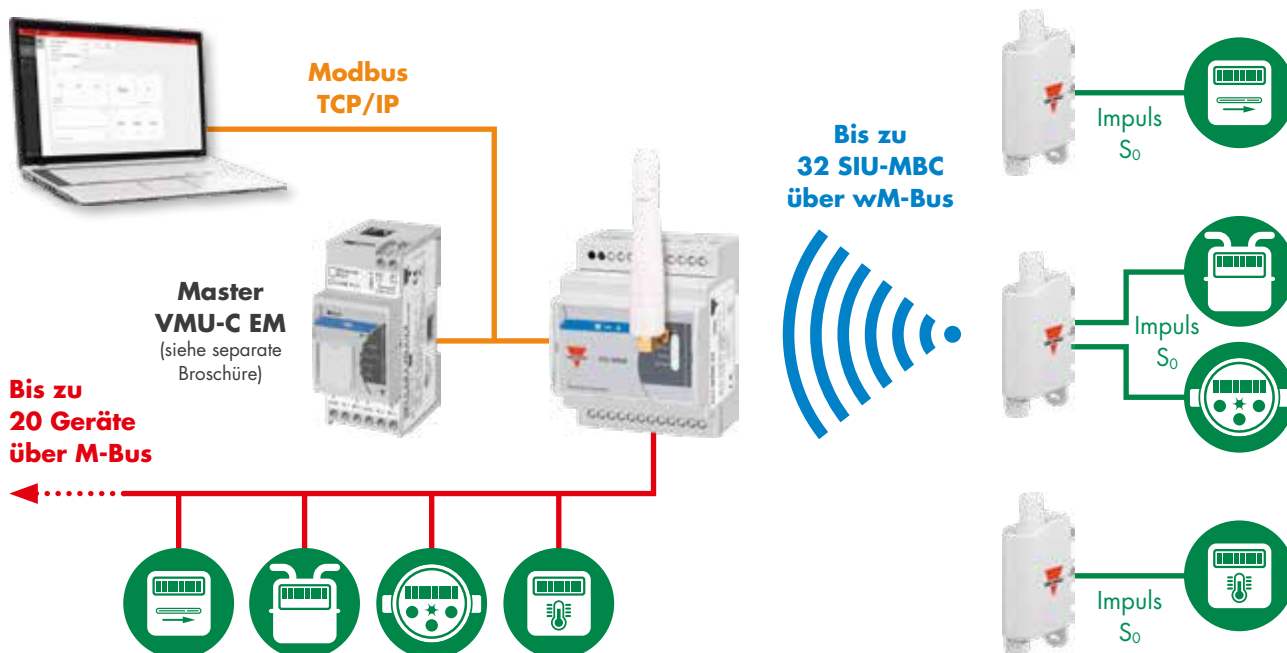 Modbus
TCP/IP
Master
VMU-C EM
(siehe separate
Broschüre)
Bis zu
20 Geräte
über M-Bus
Bis zu
32 SIU-MBC
über wM-Bus
Impuls
S₀
Impuls
S₀
Impuls
S₀